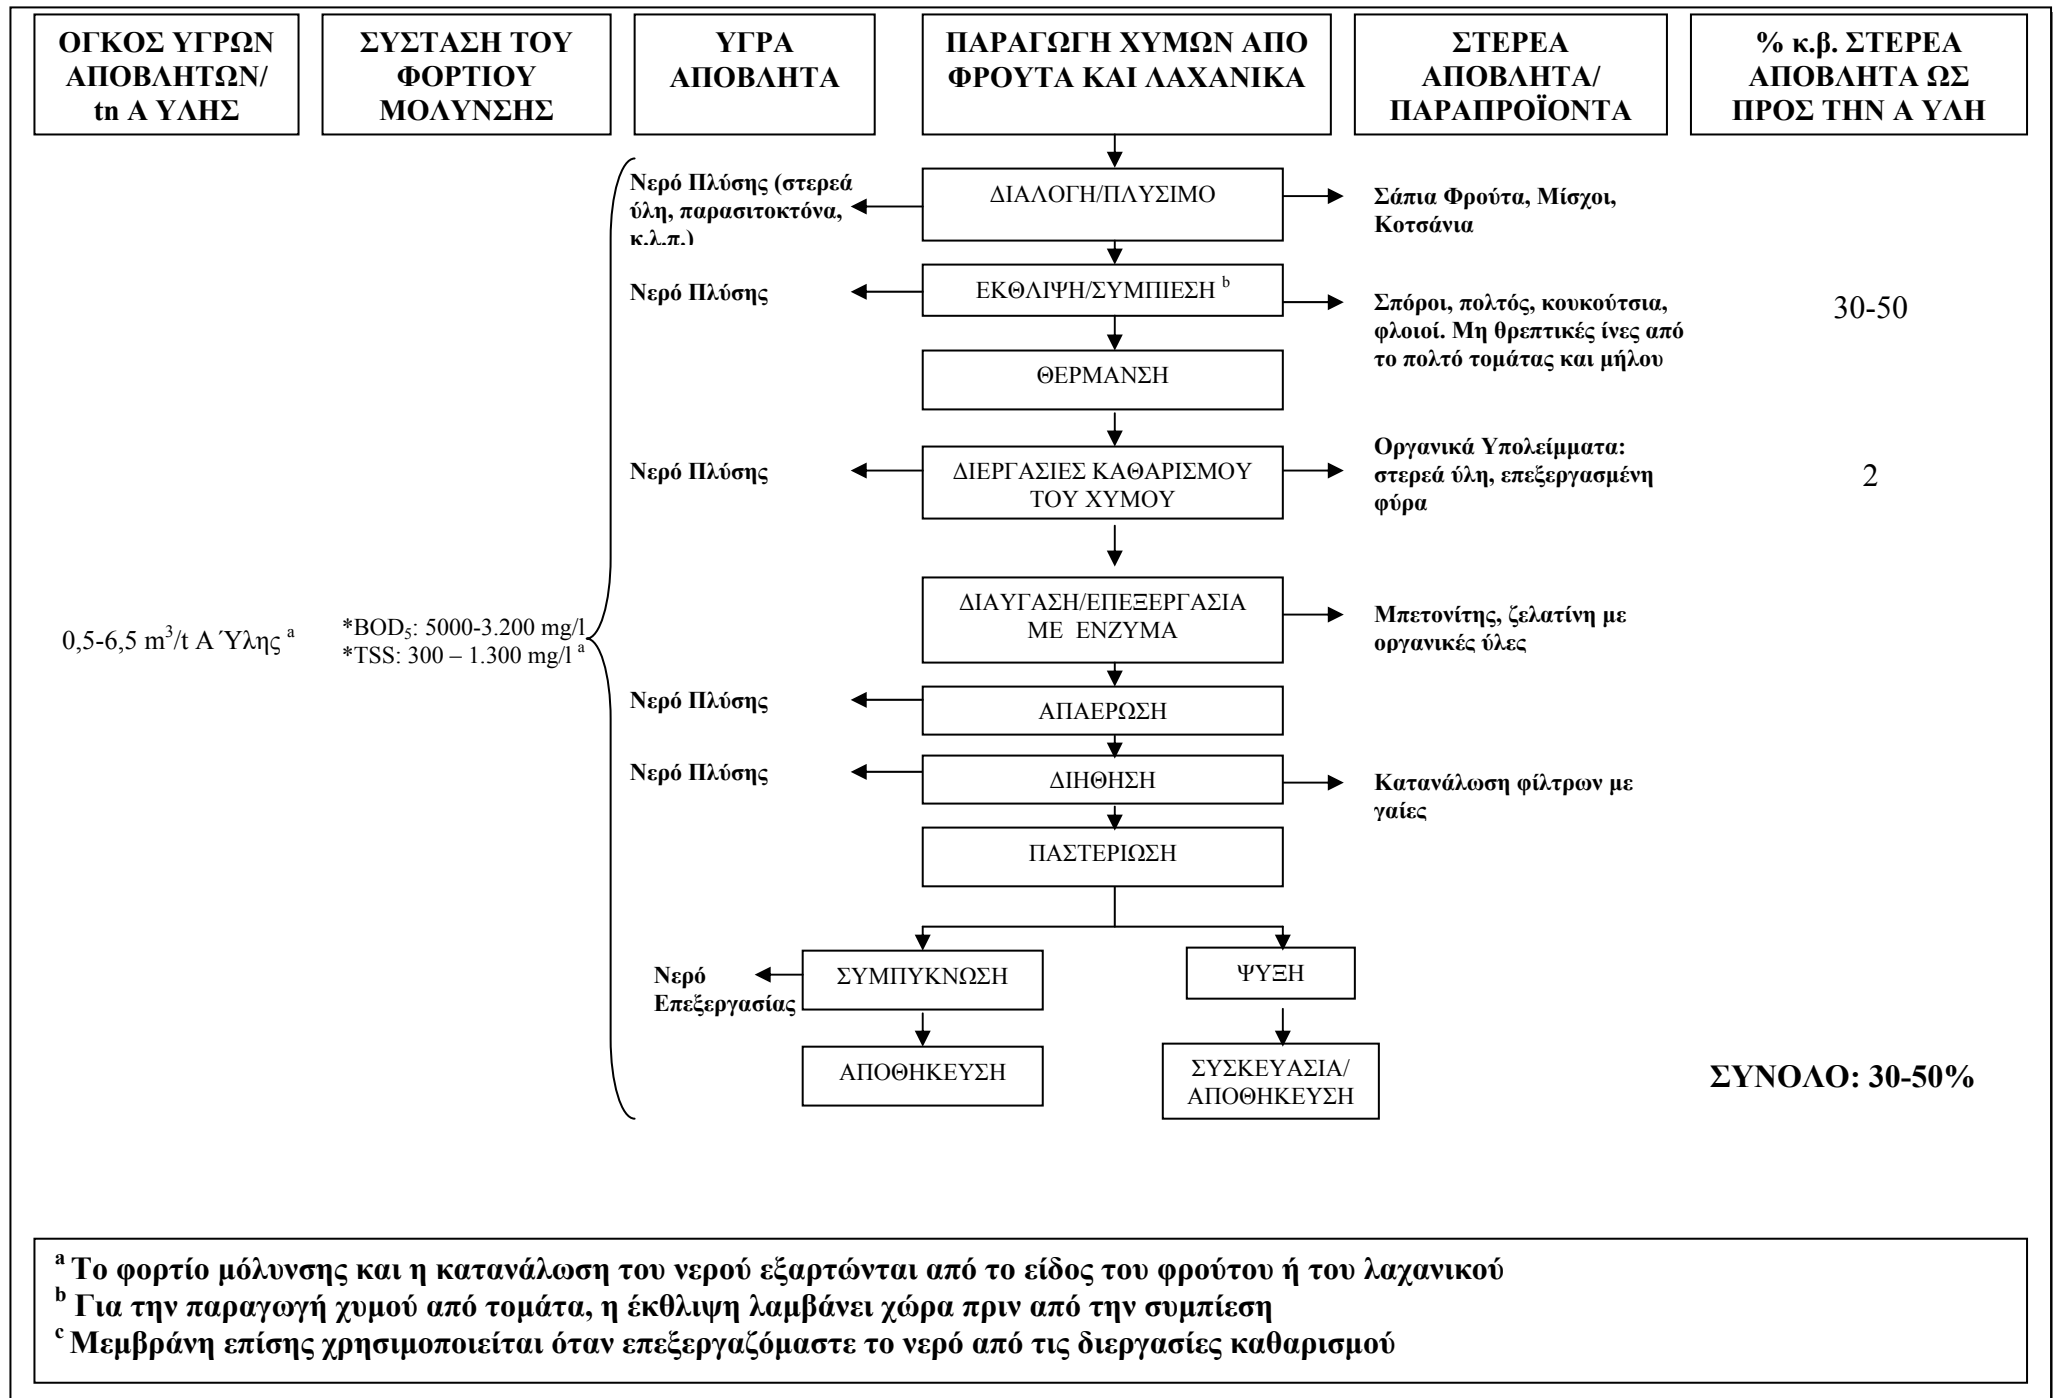 ΟΓΚΟΣ ΥΓΡΩΝ
ΑΠΟΒΛΗΤΩΝ/
tn Α ΥΛΗΣ
ΣΥΣΤΑΣΗ ΤΟΥ
ΦΟΡΤΙΟΥ
ΜΟΛΥΝΣΗΣ
ΥΓΡΑ
ΑΠΟΒΛΗΤΑ
ΠΑΡΑΓΩΓΗ ΧΥΜΩΝ ΑΠΟ
ΦΡΟΥΤΑ ΚΑΙ ΛΑΧΑΝΙΚΑ
ΣΤΕΡΕΑ
ΑΠΟΒΛΗΤΑ/
ΠΑΡΑΠΡΟΪΟΝΤΑ
% κ.β. ΣΤΕΡΕΑ
ΑΠΟΒΛΗΤΑ ΩΣ
ΠΡΟΣ ΤΗΝ Α ΥΛΗ
Νερό Πλύσης (στερεά
ύλη, παρασιτοκτόνα,
κ.λ.π.)
ΔΙΑΛΟΓΗ/ΠΛΥΣΙΜΟ
Σάπια Φρούτα, Μίσχοι,
Κοτσάνια
Νερό Πλύσης
ΕΚΘΛΙΨΗ/ΣΥΜΠΙΕΣΗ b
Σπόροι, πολτός, κουκούτσια,
φλοιοί. Μη θρεπτικές ίνες από
το πολτό τομάτας και μήλου
30-50
ΘΕΡΜΑΝΣΗ
Νερό Πλύσης
ΔΙΕΡΓΑΣΙΕΣ ΚΑΘΑΡΙΣΜΟΥ
ΤΟΥ ΧΥΜΟΥ
Οργανικά Υπολείμματα:
στερεά ύλη, επεξεργασμένη
φύρα
2
0,5-6,5 m³/t Α Ύλης a
*BOD₅: 5000-3.200 mg/l
*TSS: 300 – 1.300 mg/l a
ΔΙΑΥΓΑΣΗ/ΕΠΕΞΕΡΓΑΣΙΑ
ΜΕ ΕΝΖΥΜΑ
Μπετονίτης, ζελατίνη με
οργανικές ύλες
Νερό Πλύσης
ΑΠΑΕΡΩΣΗ
Νερό Πλύσης
ΔΙΗΘΗΣΗ
Κατανάλωση φίλτρων με
γαίες
ΠΑΣΤΕΡΙΩΣΗ
Νερό
Επεξεργασίας
ΣΥΜΠΥΚΝΩΣΗ
ΨΥΞΗ
ΑΠΟΘΗΚΕΥΣΗ
ΣΥΣΚΕΥΑΣΙΑ/
ΑΠΟΘΗΚΕΥΣΗ
ΣΥΝΟΛΟ: 30-50%
a Το φορτίο μόλυνσης και η κατανάλωση του νερού εξαρτώνται από το είδος του φρούτου ή του λαχανικού
b Για την παραγωγή χυμού από τομάτα, η έκθλιψη λαμβάνει χώρα πριν από την συμπίεση
c Μεμβράνη επίσης χρησιμοποιείται όταν επεξεργαζόμαστε το νερό από τις διεργασίες καθαρισμού